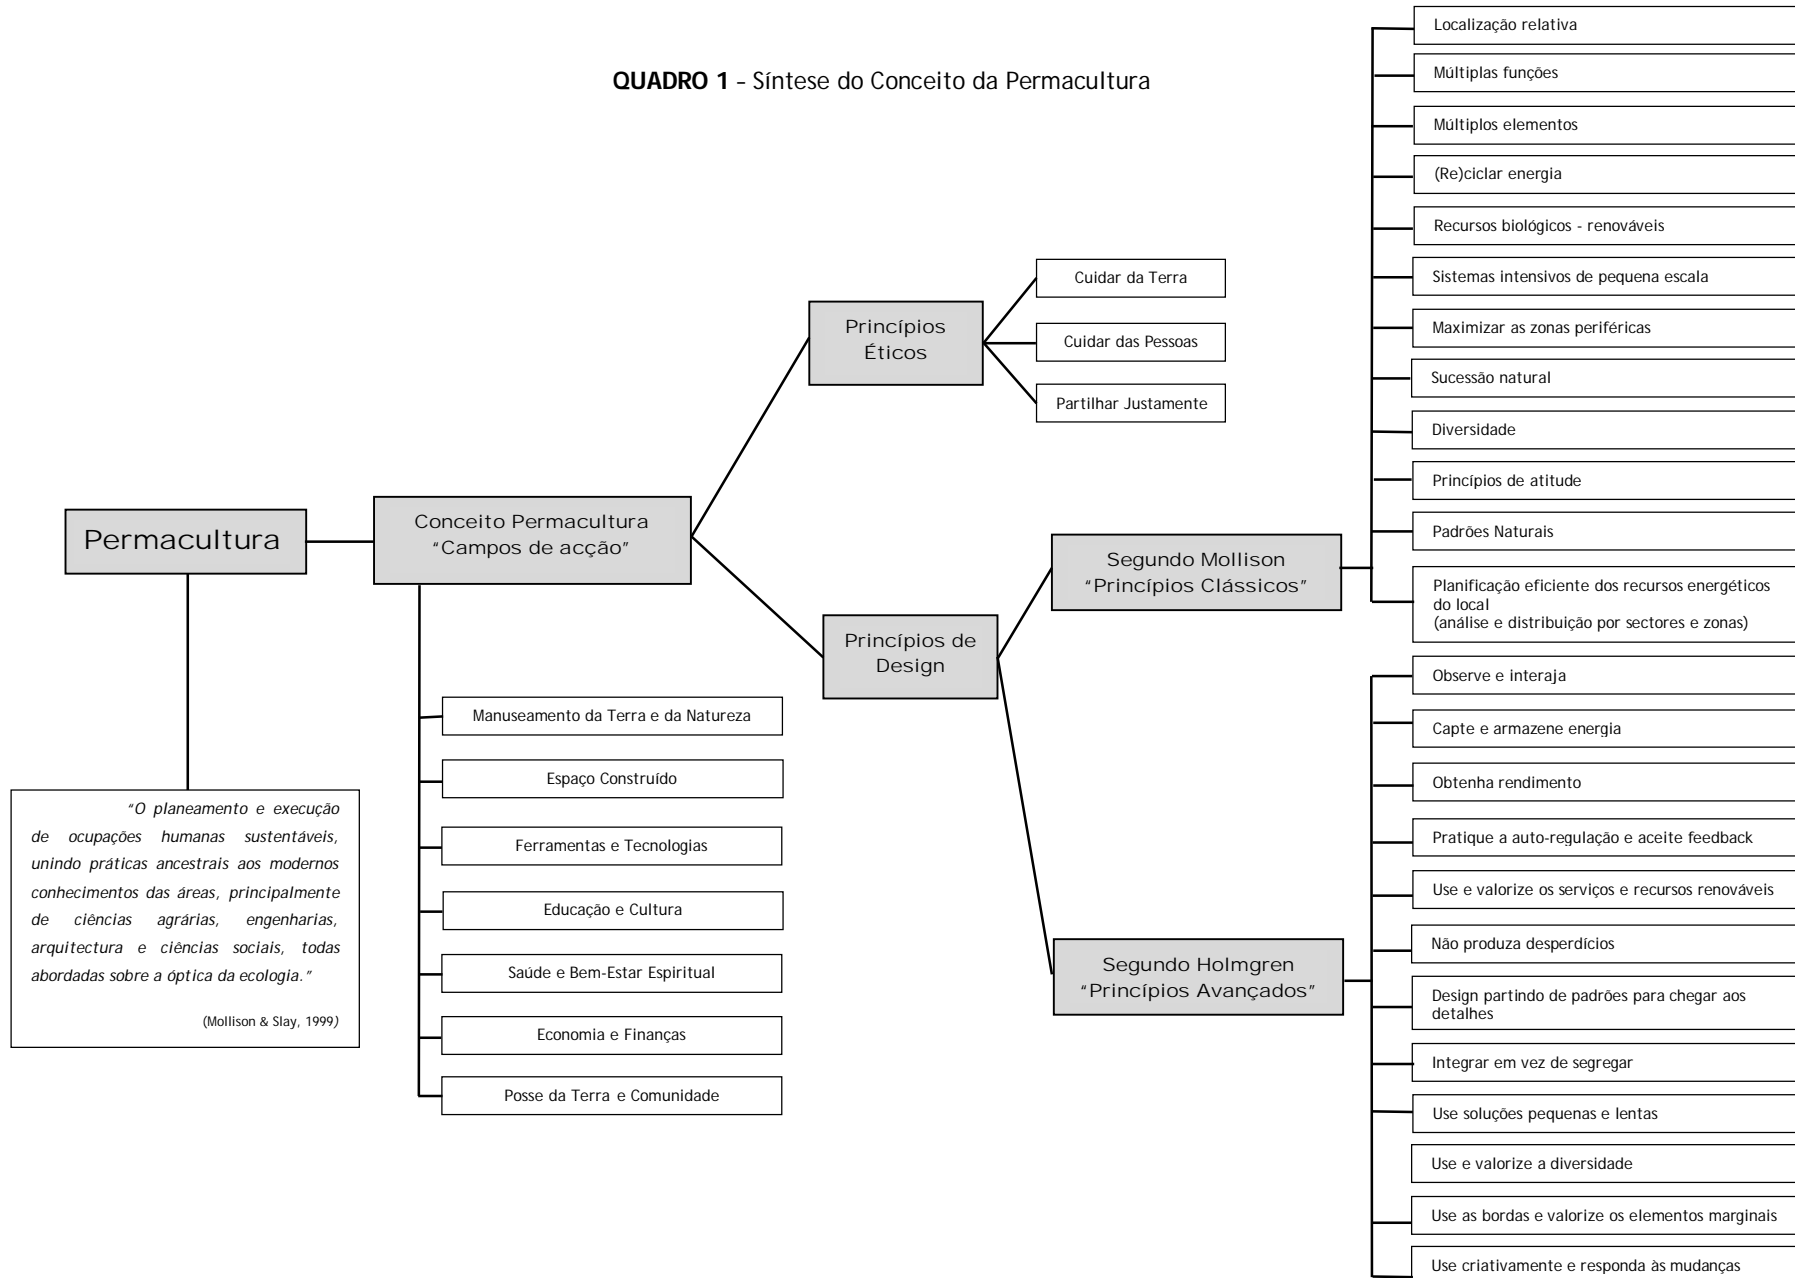 QUADRO 1 – Síntese do Conceito da Permacultura
Permacultura
"O planeamento e execução
de ocupações humanas sustentáveis,
unindo práticas ancestrais aos modernos
conhecimentos das áreas, principalmente
de ciências agrárias, engenharias,
arquitectura e ciências sociais, todas
abordadas sobre a óptica da ecologia."
(Mollison & Slay, 1999)
Conceito Permacultura
"Campos de acção"
Manuseamento da Terra e da Natureza
Espaço Construído
Ferramentas e Tecnologias
Educação e Cultura
Saúde e Bem-Estar Espiritual
Economia e Finanças
Posse da Terra e Comunidade
Princípios
Éticos
Cuidar da Terra
Cuidar das Pessoas
Partilhar Justamente
Princípios de
Design
Segundo Mollison
"Princípios Clássicos"
Localização relativa
Múltiplas funções
Múltiplos elementos
(Re)ciclar energia
Recursos biológicos - renováveis
Sistemas intensivos de pequena escala
Maximizar as zonas periféricas
Sucessão natural
Diversidade
Princípios de atitude
Padrões Naturais
Planificação eficiente dos recursos energéticos
do local
(análise e distribuição por sectores e zonas)
Segundo Holmgren
"Princípios Avançados"
Observe e interaja
Capte e armazene energia
Obtenha rendimento
Pratique a auto-regulação e aceite feedback
Use e valorize os serviços e recursos renováveis
Não produza desperdícios
Design partindo de padrões para chegar aos
detalhes
Integrar em vez de segregar
Use soluções pequenas e lentas
Use e valorize a diversidade
Use as bordas e valorize os elementos marginais
Use criativamente e responda às mudanças